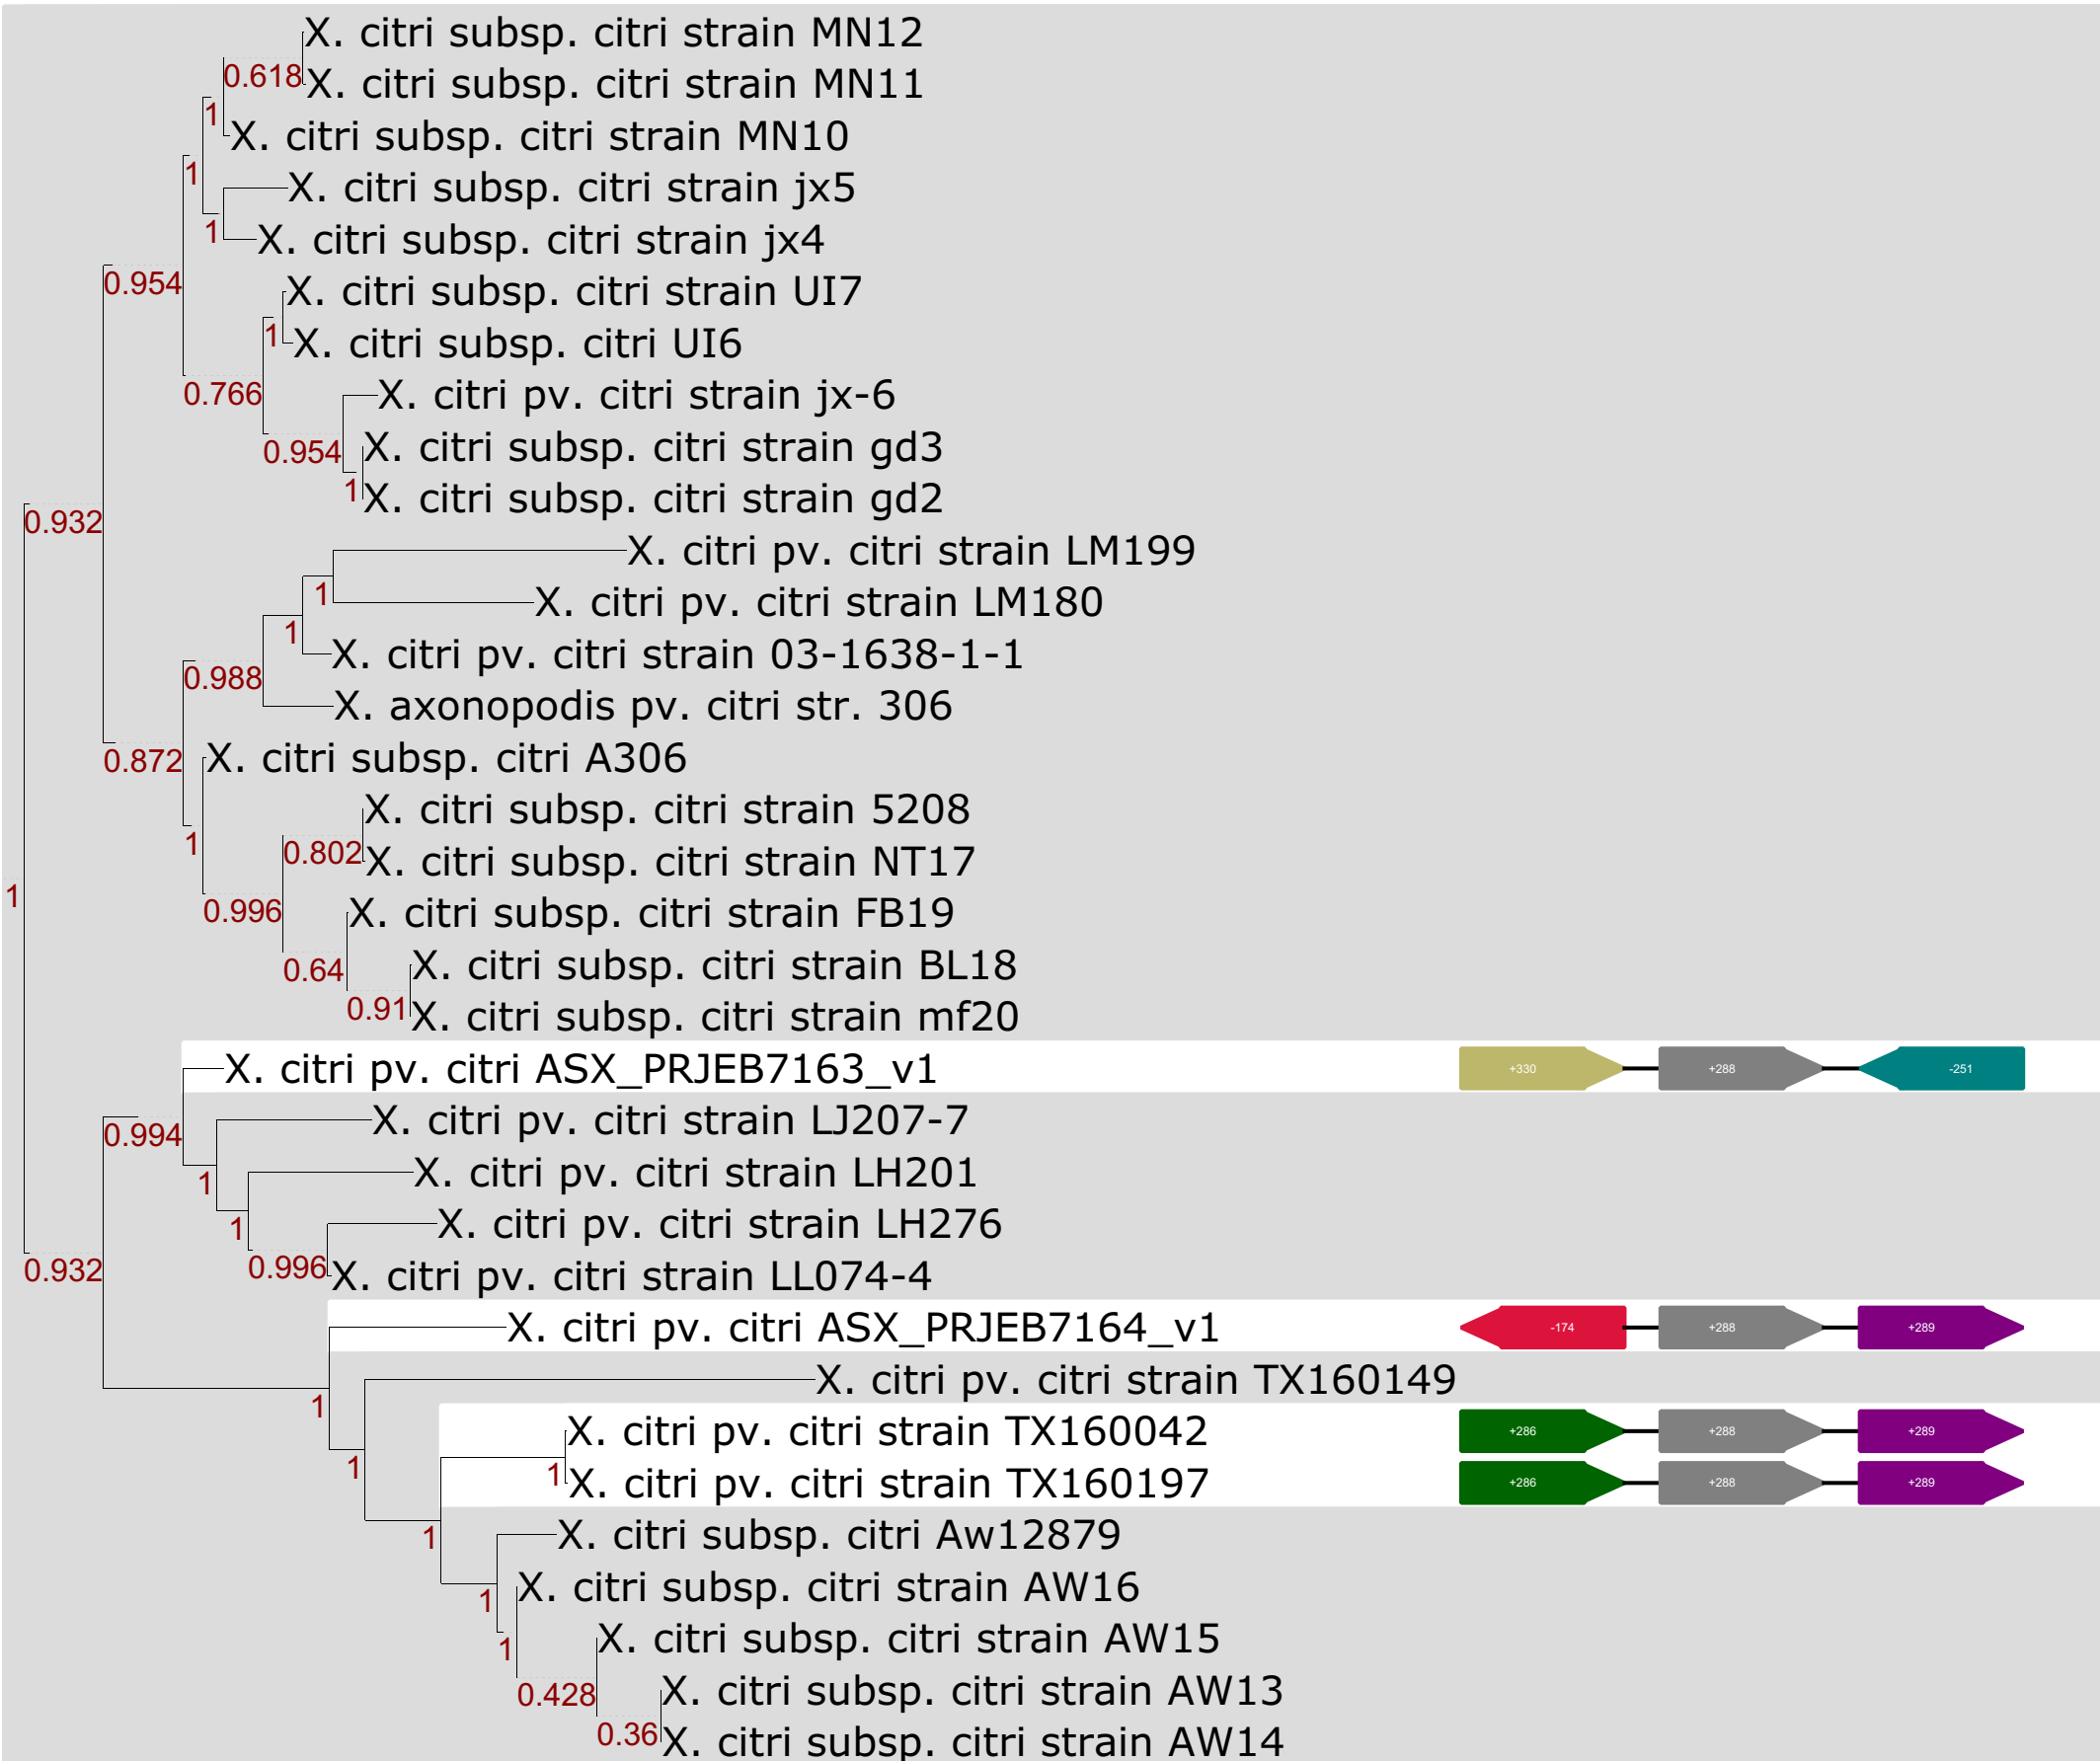 X. citri subsp. citri strain MN12
0.618
X. citri subsp. citri strain MN11
1
X. citri subsp. citri strain MN10
1
X. citri subsp. citri strain jx5
1
X. citri subsp. citri strain jx4
0.954
X. citri subsp. citri strain UI7
1
X. citri subsp. citri UI6
0.766
X. citri pv. citri strain jx-6
0.954
X. citri subsp. citri strain gd3
1
X. citri subsp. citri strain gd2
0.932
X. citri pv. citri strain LM199
1
X. citri pv. citri strain LM180
1
X. citri pv. citri strain 03-1638-1-1
0.988
X. axonopodis pv. citri str. 306
0.872
X. citri subsp. citri A306
1
X. citri subsp. citri strain 5208
0.802
X. citri subsp. citri strain NT17
1
0.996
X. citri subsp. citri strain FB19
0.64
X. citri subsp. citri strain BL18
0.91
X. citri subsp. citri strain mf20
X. citri pv. citri ASX_PRJEB7163_v1 +330 +288 -251
0.994
X. citri pv. citri strain LJ207-7
1
X. citri pv. citri strain LH201
1
X. citri pv. citri strain LH276
0.932
0.996
X. citri pv. citri strain LL074-4
X. citri pv. citri ASX_PRJEB7164_v1 -174 +288 +289
1
X. citri pv. citri strain TX160149
1
X. citri pv. citri strain TX160042 +286 +288 +289
1
X. citri pv. citri strain TX160197 +286 +288 +289
1
X. citri subsp. citri Aw12879
1
X. citri subsp. citri strain AW16
1
X. citri subsp. citri strain AW15
0.428
X. citri subsp. citri strain AW13
0.36
X. citri subsp. citri strain AW14